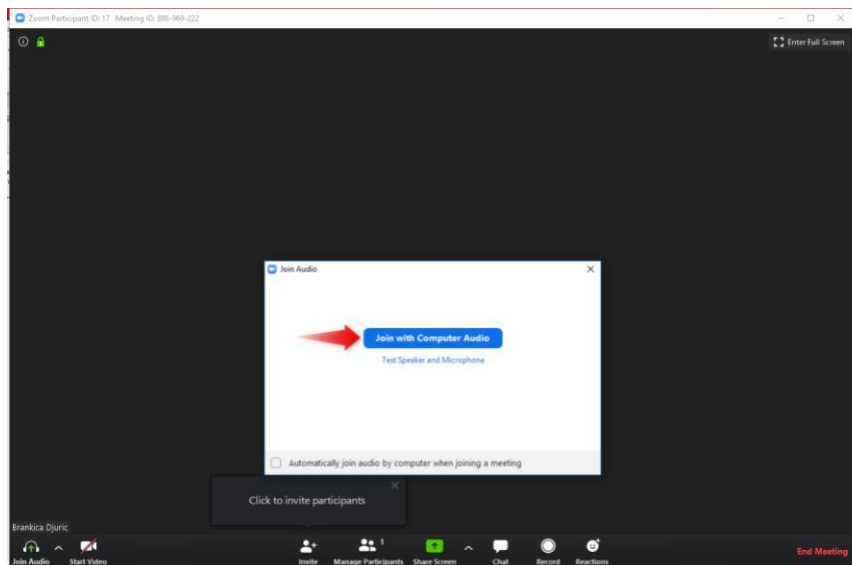 Zoom Participant ID: 17 Meeting ID: 886-969-222
Enter Full Screen
Join Audio
Join with Computer Audio
Test Speaker and Microphone
Automatically join audio by computer when joining a meeting
Click to invite participants
Brankica Djuric
1
Join Audio Start Video Invite Manage Participants Share Screen Chat Record Reactions End Meeting